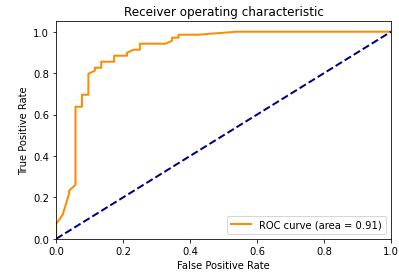 Receiver operating characteristic
1.0
0.8
0.6
0.4
0.2
0.0
True Positive Rate
ROC curve (area = 0.91)
0.0 0.2 0.4 0.6 0.8 1.0
False Positive Rate